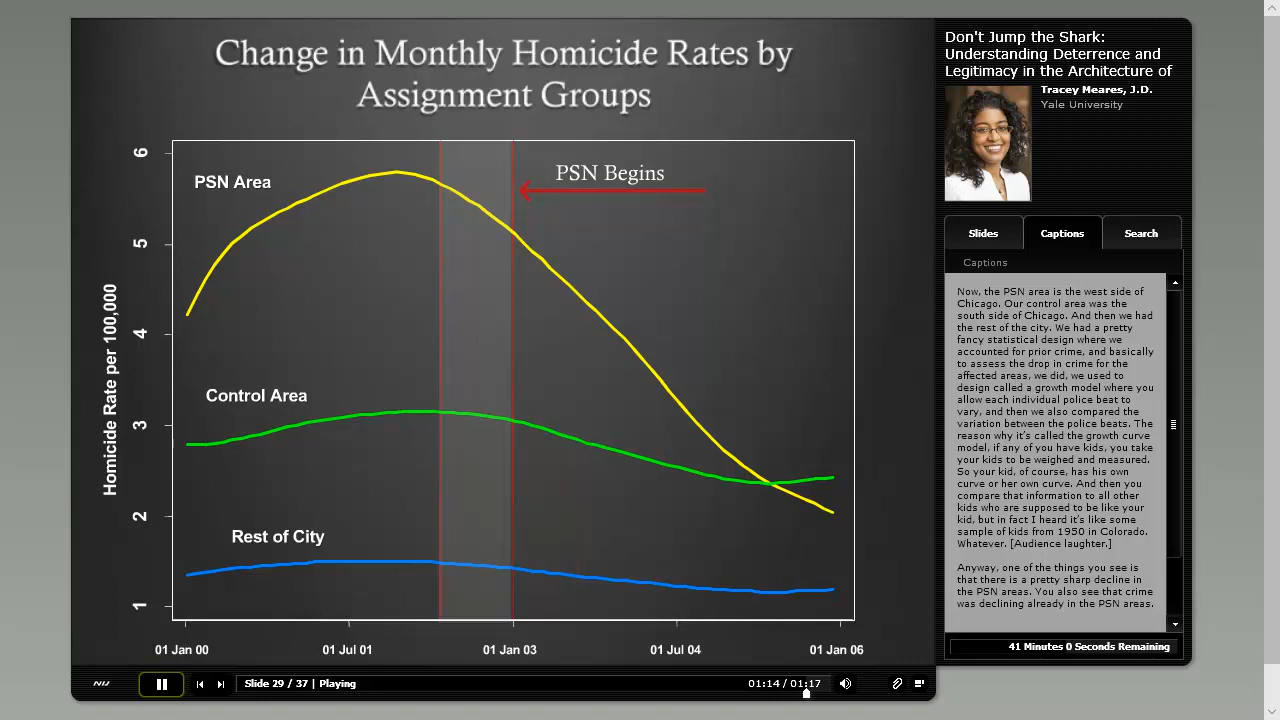 Change in Monthly Homicide Rates by
Assignment Groups
6
5
4
3
2
1
Homicide Rate per 100,000
PSN Area
PSN Begins
Control Area
Rest of City
01 Jan 00
01 Jul 01
01 Jan 03
01 Jul 04
01 Jan 06
Slide 29 / 37 | Playing
01:14 / 01:17
Don't Jump the Shark:
Understanding Deterrence and
Legitimacy in the Architecture of
Tracey Meares, J.D.
Yale University
Slides
Captions
Search
Captions
Now, the PSN area is the west side of
Chicago. Our control area was the
south side of Chicago. And then we had
the rest of the city. We had a pretty
fancy statistical design where we
accounted for prior crime, and basically
to assess the drop in crime for the
affected areas, we did, we used to
design called a growth model where you
allow each individual police beat to
vary, and then we also compared the
variation between the police beats. The
reason why it's called the growth curve
model, if any of you have kids, you take
your kids to be weighed and measured.
So your kid, of course, has his own
curve or her own curve. And then you
compare that information to all other
kids who are supposed to be like your
kid, but in fact I heard it's like some
sample of kids from 1950 in Colorado.
Whatever. [Audience laughter.]
Anyway, one of the things you see is
that there is a pretty sharp decline in
the PSN areas. You also see that crime
was declining already in the PSN areas.
41 Minutes 0 Seconds Remaining